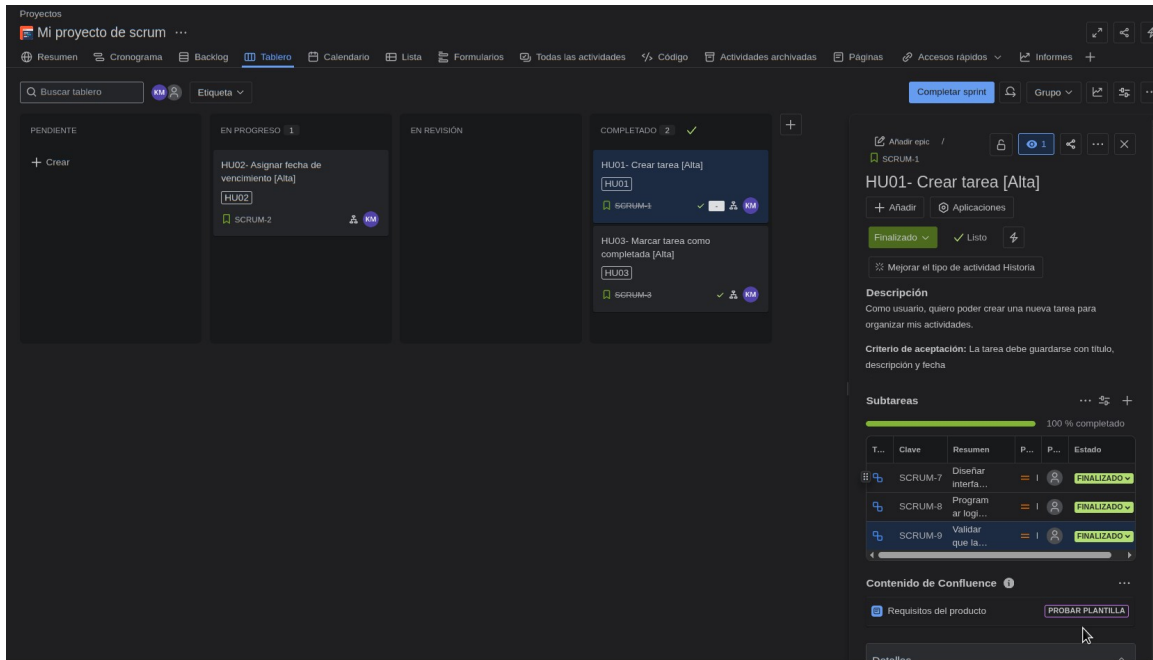 Proyectos
Mi proyecto de scrum ...
Resumen Cronograma Backlog Tablero Calendario Lista Formularios Todas las actividades Código Actividades archivadas Páginas Accesos rápidos Informes
Buscar tablero KM Etiqueta Completar sprint Grupo
PENDIENTE
Crear
EN PROGRESO 1
HU02- Asignar fecha de
vencimiento [Alta]
HU02
SCRUM-2 KM
EN REVISIÓN
COMPLETADO 2
HU01- Crear tarea [Alta]
HU01
SCRUM-1 - KM
HU03- Marcar tarea como
completada [Alta]
HU03
SCRUM-3 KM
Añadir epic / 1
SCRUM-1
HU01- Crear tarea [Alta]
Añadir Aplicaciones
Finalizado Listo
Mejorar el tipo de actividad Historia
Descripción
Como usuario, quiero poder crear una nueva tarea para
organizar mis actividades.
Criterio de aceptación: La tarea debe guardarse con título,
descripción y fecha
Subtareas
100 % completado
T... Clave Resumen P... P... Estado
SCRUM-7 Diseñar
interfa... FINALIZADO
SCRUM-8 Program
ar logi... FINALIZADO
SCRUM-9 Validar
que la... FINALIZADO
Contenido de Confluence
Requisitos del producto PROBAR PLANTILLA
Detalles